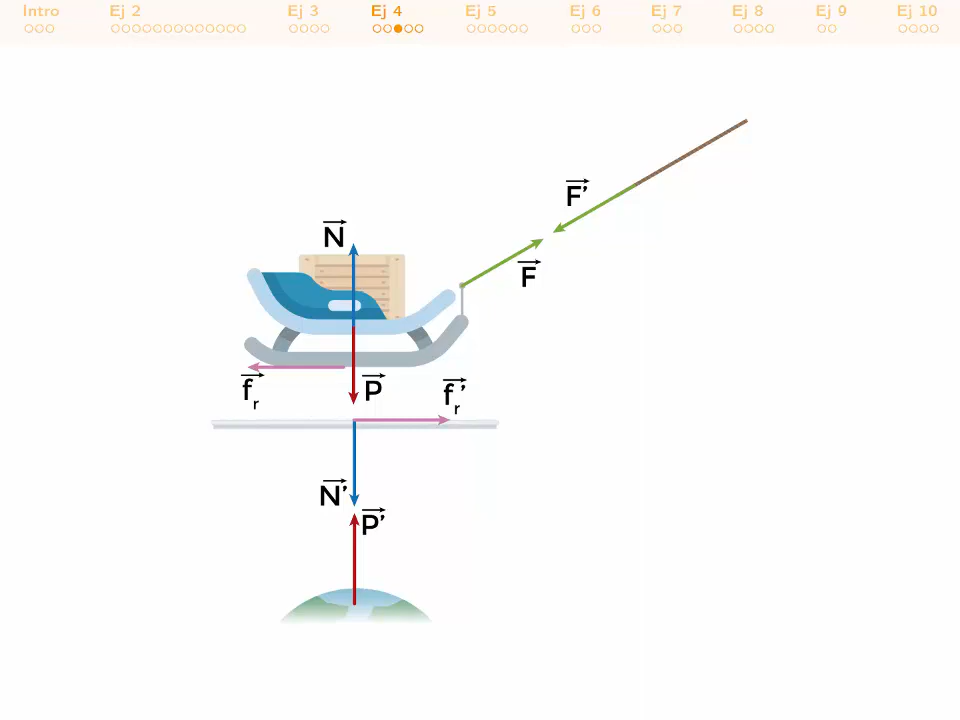 Intro Ej 2 Ej 3 Ej 4 Ej 5 Ej 6 Ej 7 Ej 8 Ej 9 Ej 10
F’
N
F
fr
P
fr’
N’
P’